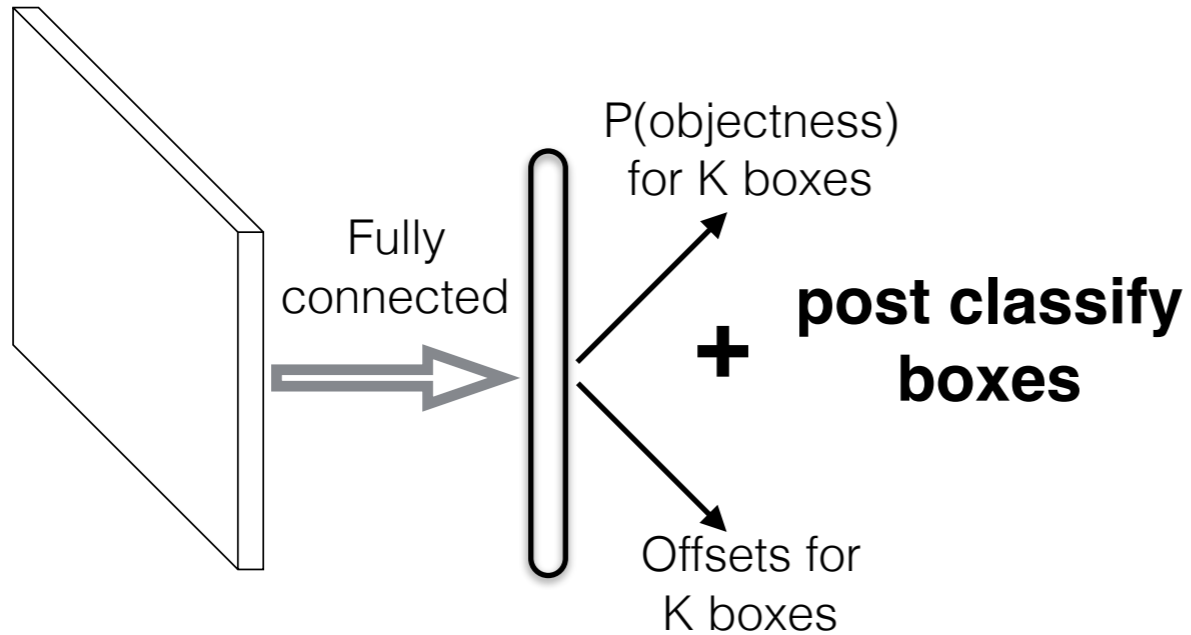 P(objectness)
for K boxes
Fully
connected
+
post classify
boxes
Offsets for
K boxes